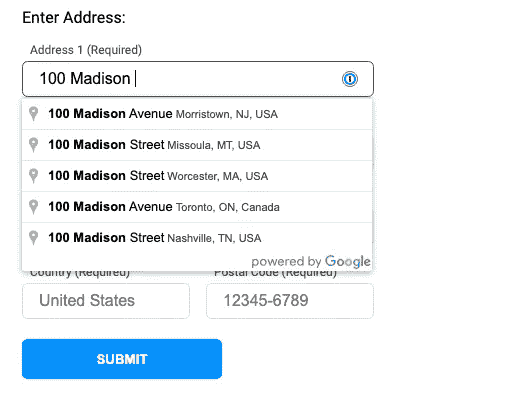 Enter Address:
Address 1 (Required)
100 Madison
100 Madison Avenue Morristown, NJ, USA
100 Madison Street Missoula, MT, USA
100 Madison Street Worcester, MA, USA
100 Madison Avenue Toronto, ON, Canada
100 Madison Street Nashville, TN, USA
powered by Google
Country (Required) Postal Code (Required)
United States 12345-6789
SUBMIT